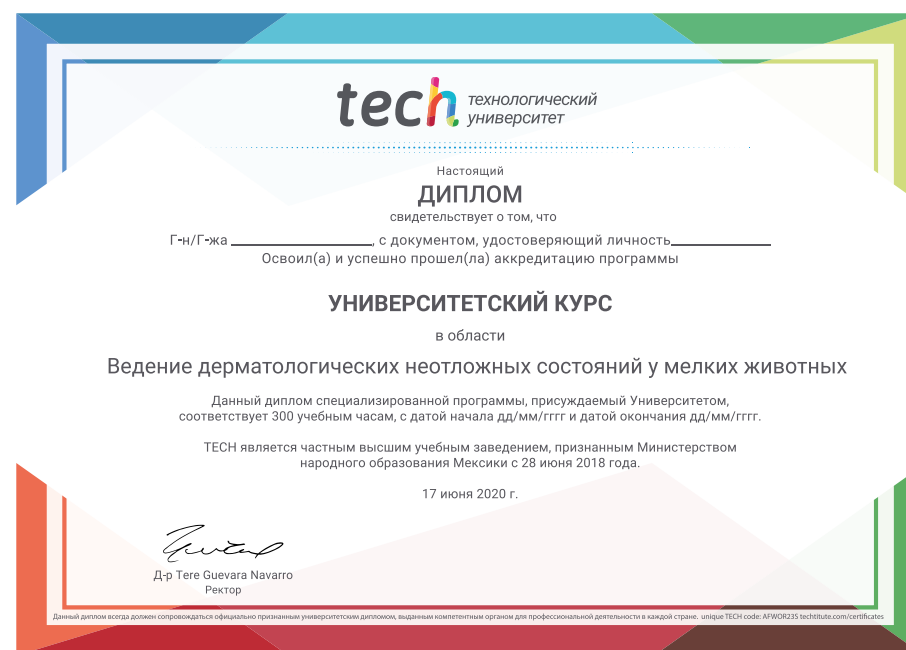 tech технологический
университет
Настоящий
ДИПЛОМ
свидетельствует о том, что
Г-н/Г-жа ____________________, с документом, удостоверяющий личность______________
Освоил(а) и успешно прошел(ла) аккредитацию программы
УНИВЕРСИТЕТСКИЙ КУРС
в области
Ведение дерматологических неотложных состояний у мелких животных
Данный диплом специализированной программы, присуждаемый Университетом,
соответствует 300 учебным часам, с датой начала дд/мм/гггг и датой окончания дд/мм/гггг.
TECH является частным высшим учебным заведением, признанным Министерством
народного образования Мексики с 28 июня 2018 года.
17 июня 2020 г.
Д-р Tere Guevara Navarro
Ректор
Данный диплом всегда должен сопровождаться официально признанным университетским дипломом, выданным компетентным органом для профессиональной деятельности в каждой стране. unique TECH code: AFWOR23S techtitute.com/certificates